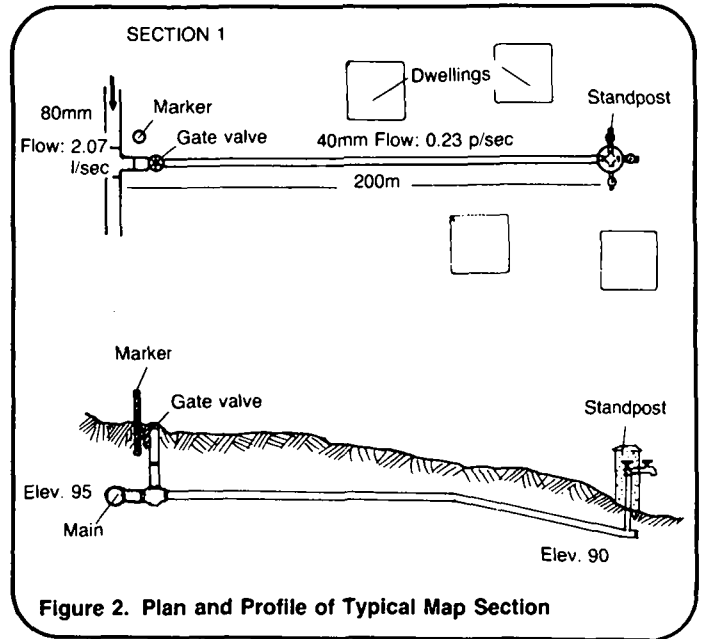 SECTION 1
Dwellings
Standpost
80mm
Marker
Flow: 2.07
l/sec
Gate valve
40mm Flow: 0.23 p/sec
200m
Marker
Gate valve
Standpost
Elev. 95
Main
Elev. 90
Figure 2. Plan and Profile of Typical Map Section